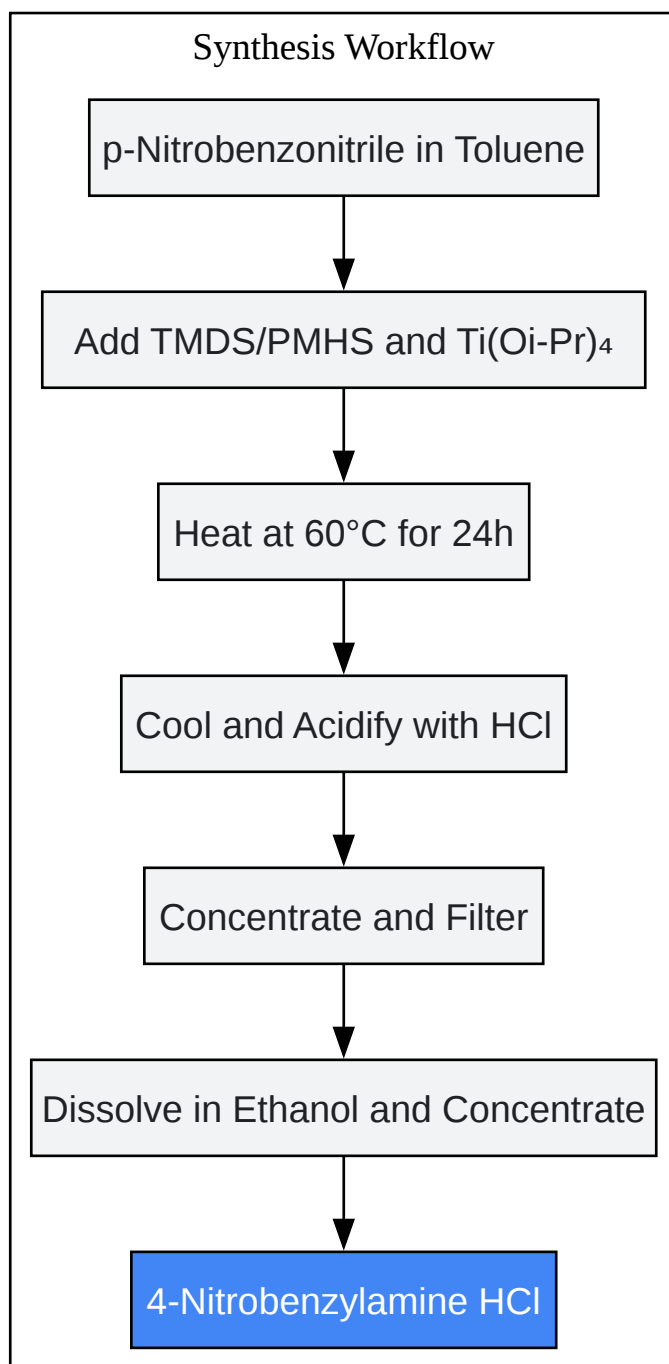 Synthesis Workflow
p-Nitrobenzonitrile in Toluene
Add TMDS/PMHS and Ti(Oi-Pr)₄
Heat at 60°C for 24h
Cool and Acidify with HCl
Concentrate and Filter
Dissolve in Ethanol and Concentrate
4-Nitrobenzylamine HCl